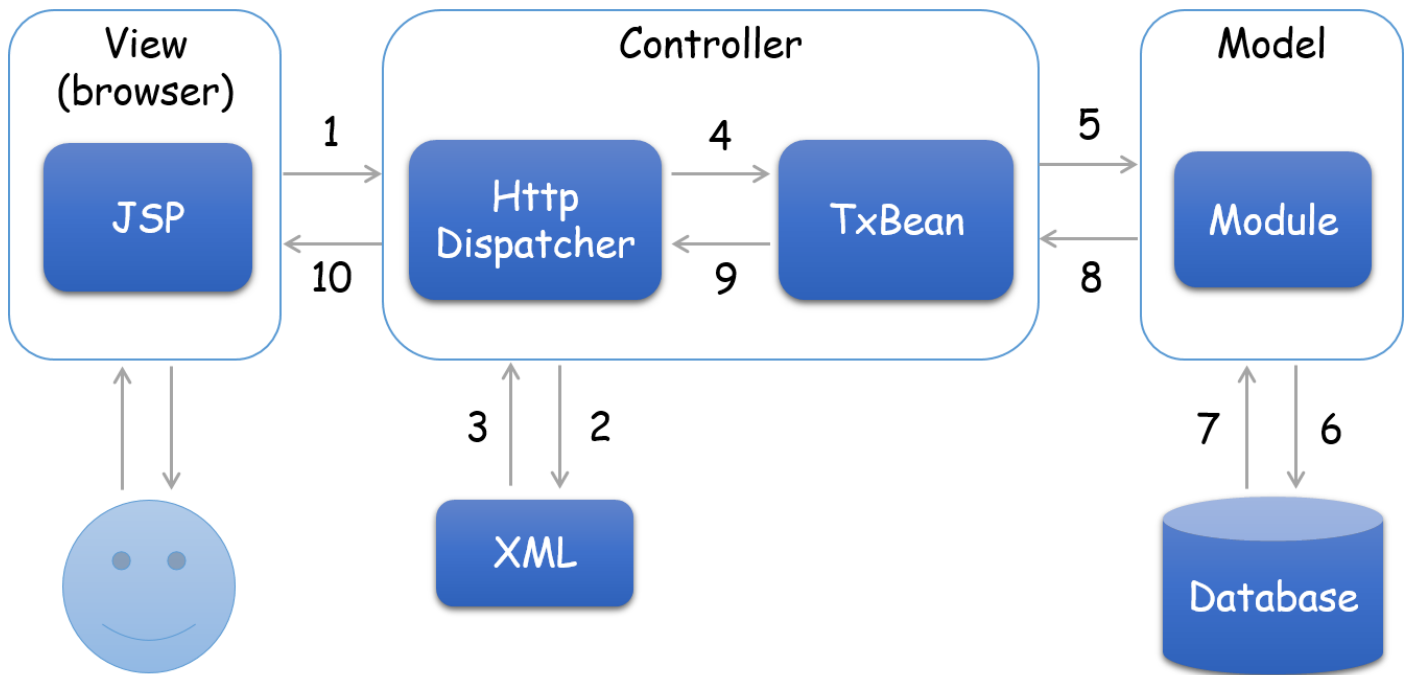 View
(browser)
Controller
Model
1
4
5
JSP
Http
Dispatcher
TxBean
Module
10
9
8
3
2
7
6
XML
Database